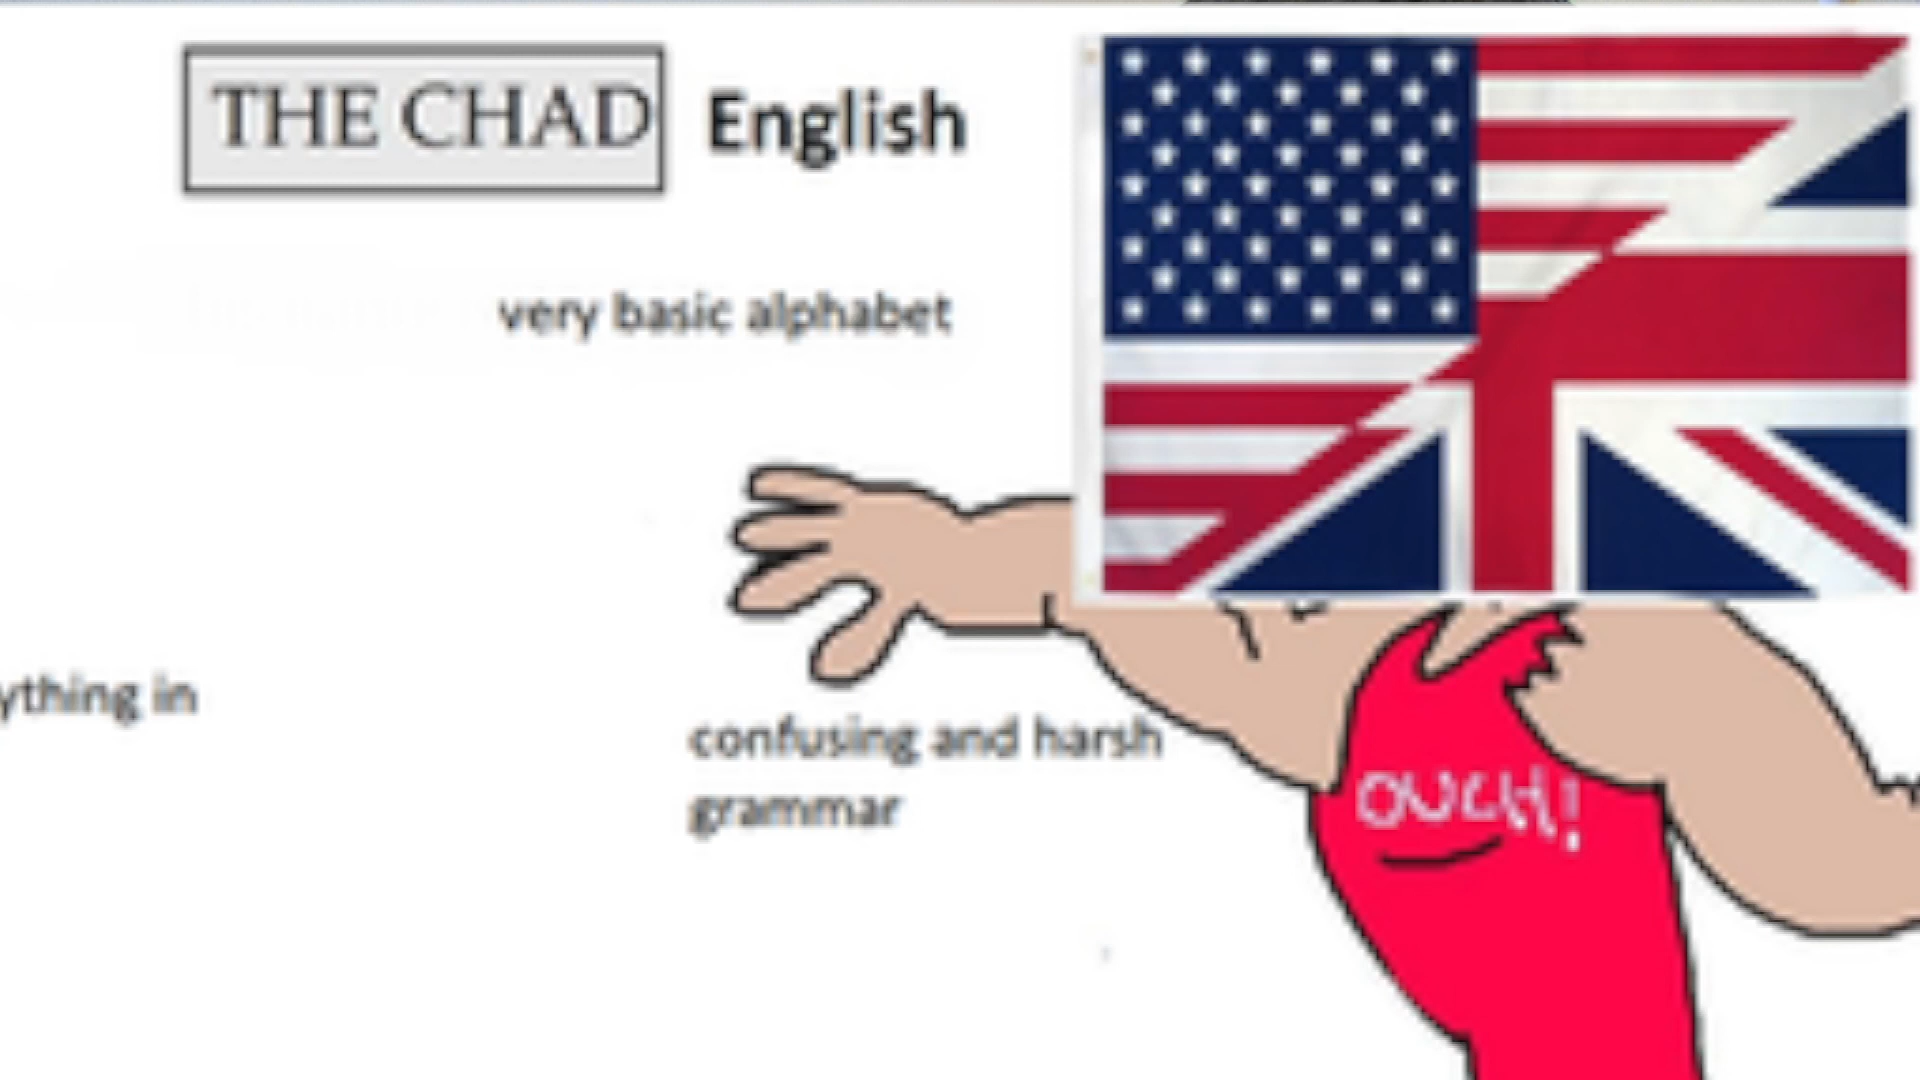 THE CHAD English
very basic alphabet
ything in
confusing and harsh
grammar
OUCH!